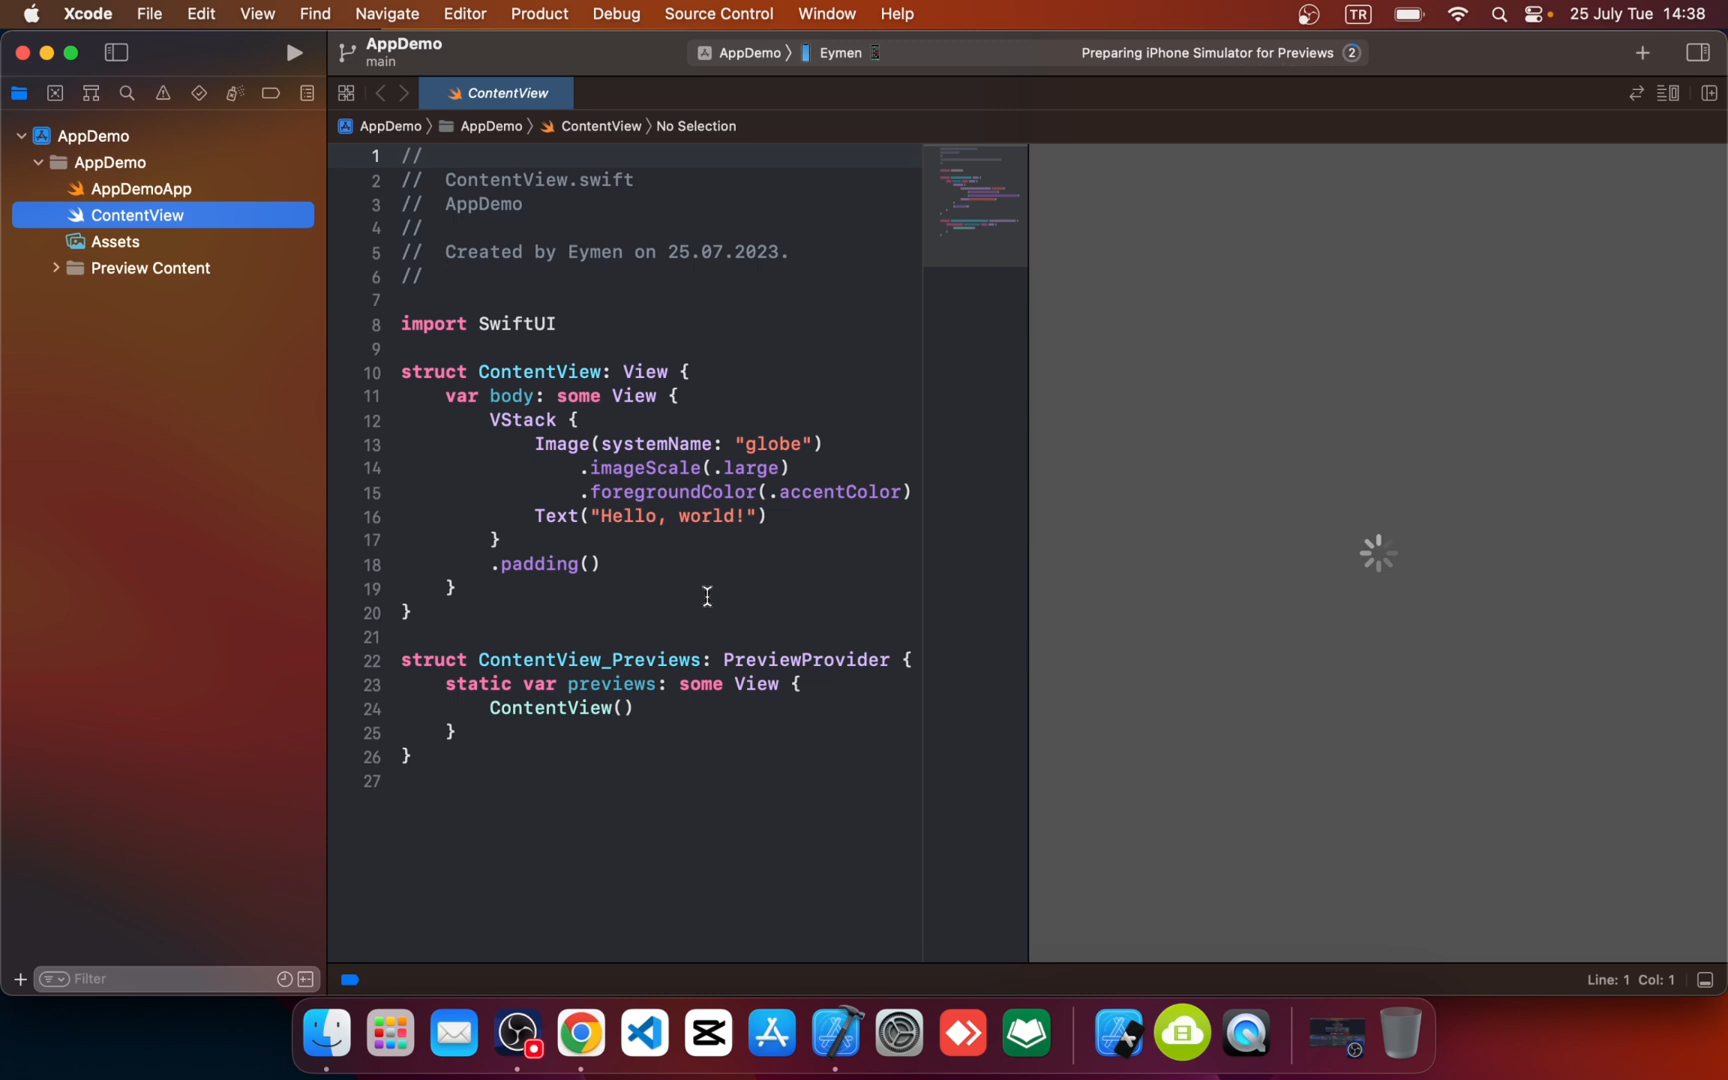 Xcode File Edit View Find Navigate Editor Product Debug Source Control Window Help TR 25 July Tue 14:38
AppDemo
main
AppDemo 〉 Eymen
Preparing iPhone Simulator for Previews 2
ContentView
AppDemo 〉 AppDemo 〉 ContentView 〉 No Selection
AppDemo
AppDemo
AppDemoApp
ContentView
Assets
Preview Content
1 //
2 //  ContentView.swift
3 //  AppDemo
4 //
5 //  Created by Eymen on 25.07.2023.
6 //
7
8 import SwiftUI
9
10 struct ContentView: View {
11     var body: some View {
12         VStack {
13             Image(systemName: "globe")
14                 .imageScale(.large)
15                 .foregroundColor(.accentColor)
16             Text("Hello, world!")
17         }
18         .padding()
19     }
20 }
21
22 struct ContentView_Previews: PreviewProvider {
23     static var previews: some View {
24         ContentView()
25     }
26 }
27
Filter
Line: 1 Col: 1